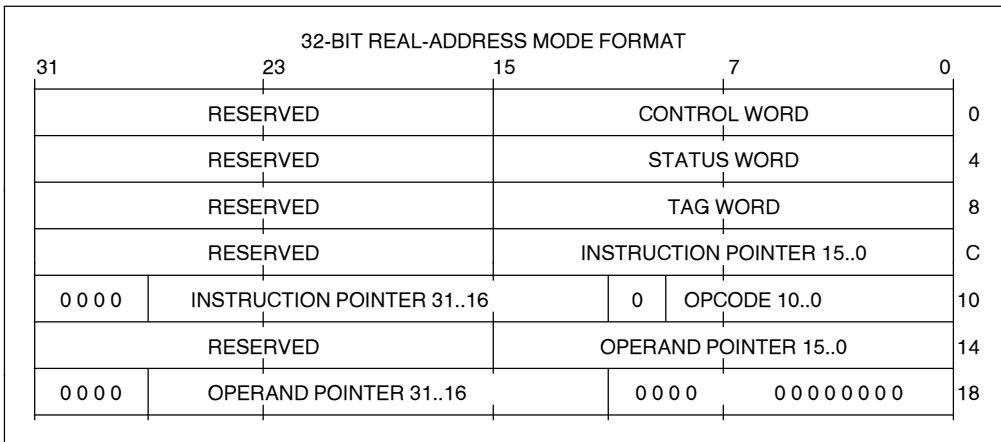 32-BIT REAL-ADDRESS MODE FORMAT
31 23 15 7 0
RESERVED CONTROL WORD 0
RESERVED STATUS WORD 4
RESERVED TAG WORD 8
RESERVED INSTRUCTION POINTER 15..0 C
0 0 0 0 INSTRUCTION POINTER 31..16 0 OPCODE 10..0 10
RESERVED OPERAND POINTER 15..0 14
0 0 0 0 OPERAND POINTER 31..16 0 0 0 0 0 0 0 0 0 0 0 0 18